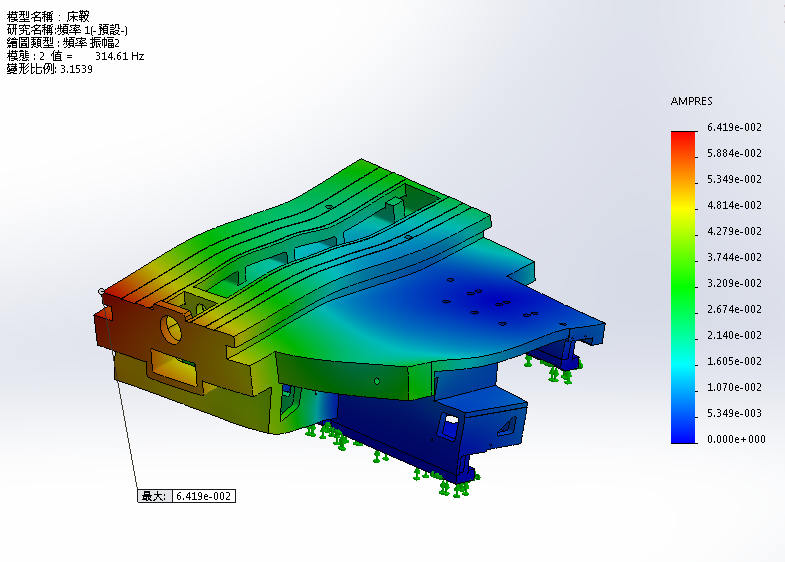 模型名稱： 床鞍
研究名稱:頻率 1(-預設-)
繪圖類型 : 頻率 振幅2
模態 : 2 值 = 314.61 Hz
變形比例: 3.1539
AMPRES
6.419e-002
5.884e-002
5.349e-002
4.814e-002
4.279e-002
3.744e-002
3.209e-002
2.674e-002
2.140e-002
1.605e-002
1.070e-002
5.349e-003
0.000e+000
最大: 6.419e-002